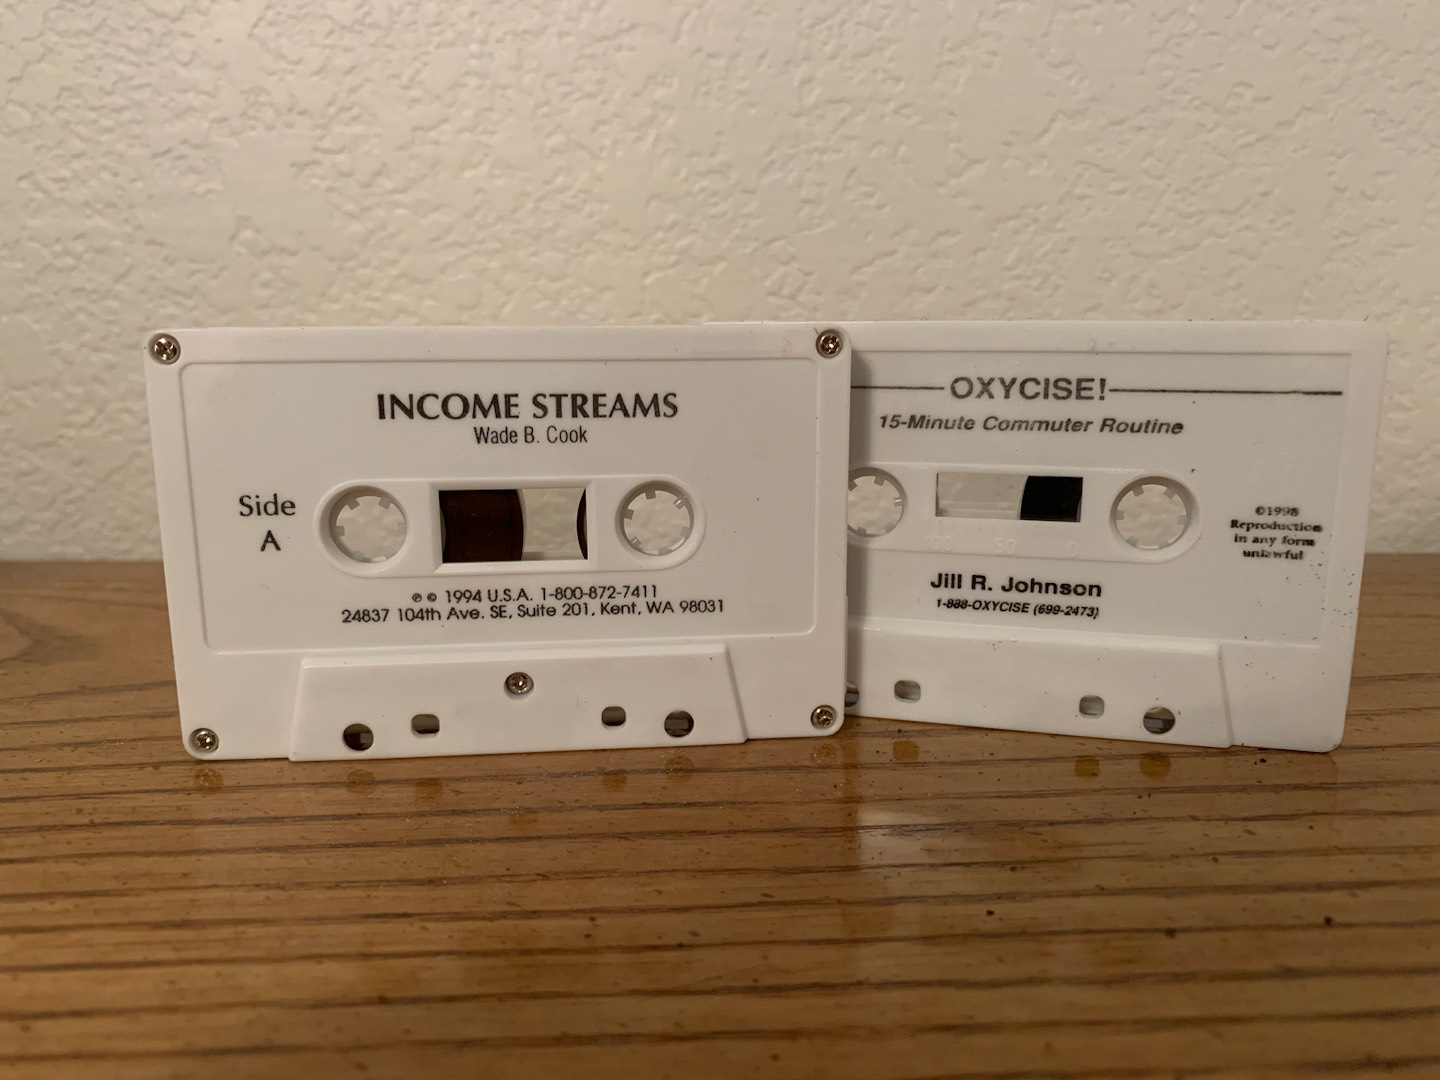 INCOME STREAMS
Wade B. Cook
Side
A
℗ © 1994 U.S.A. 1-800-872-7411
24837 104th Ave. SE, Suite 201, Kent, WA 98031
OXYCISE!
15-Minute Commuter Routine
©1998
Reproduction
in any form
unlawful
Jill R. Johnson
1-888-OXYCISE (699-2473)